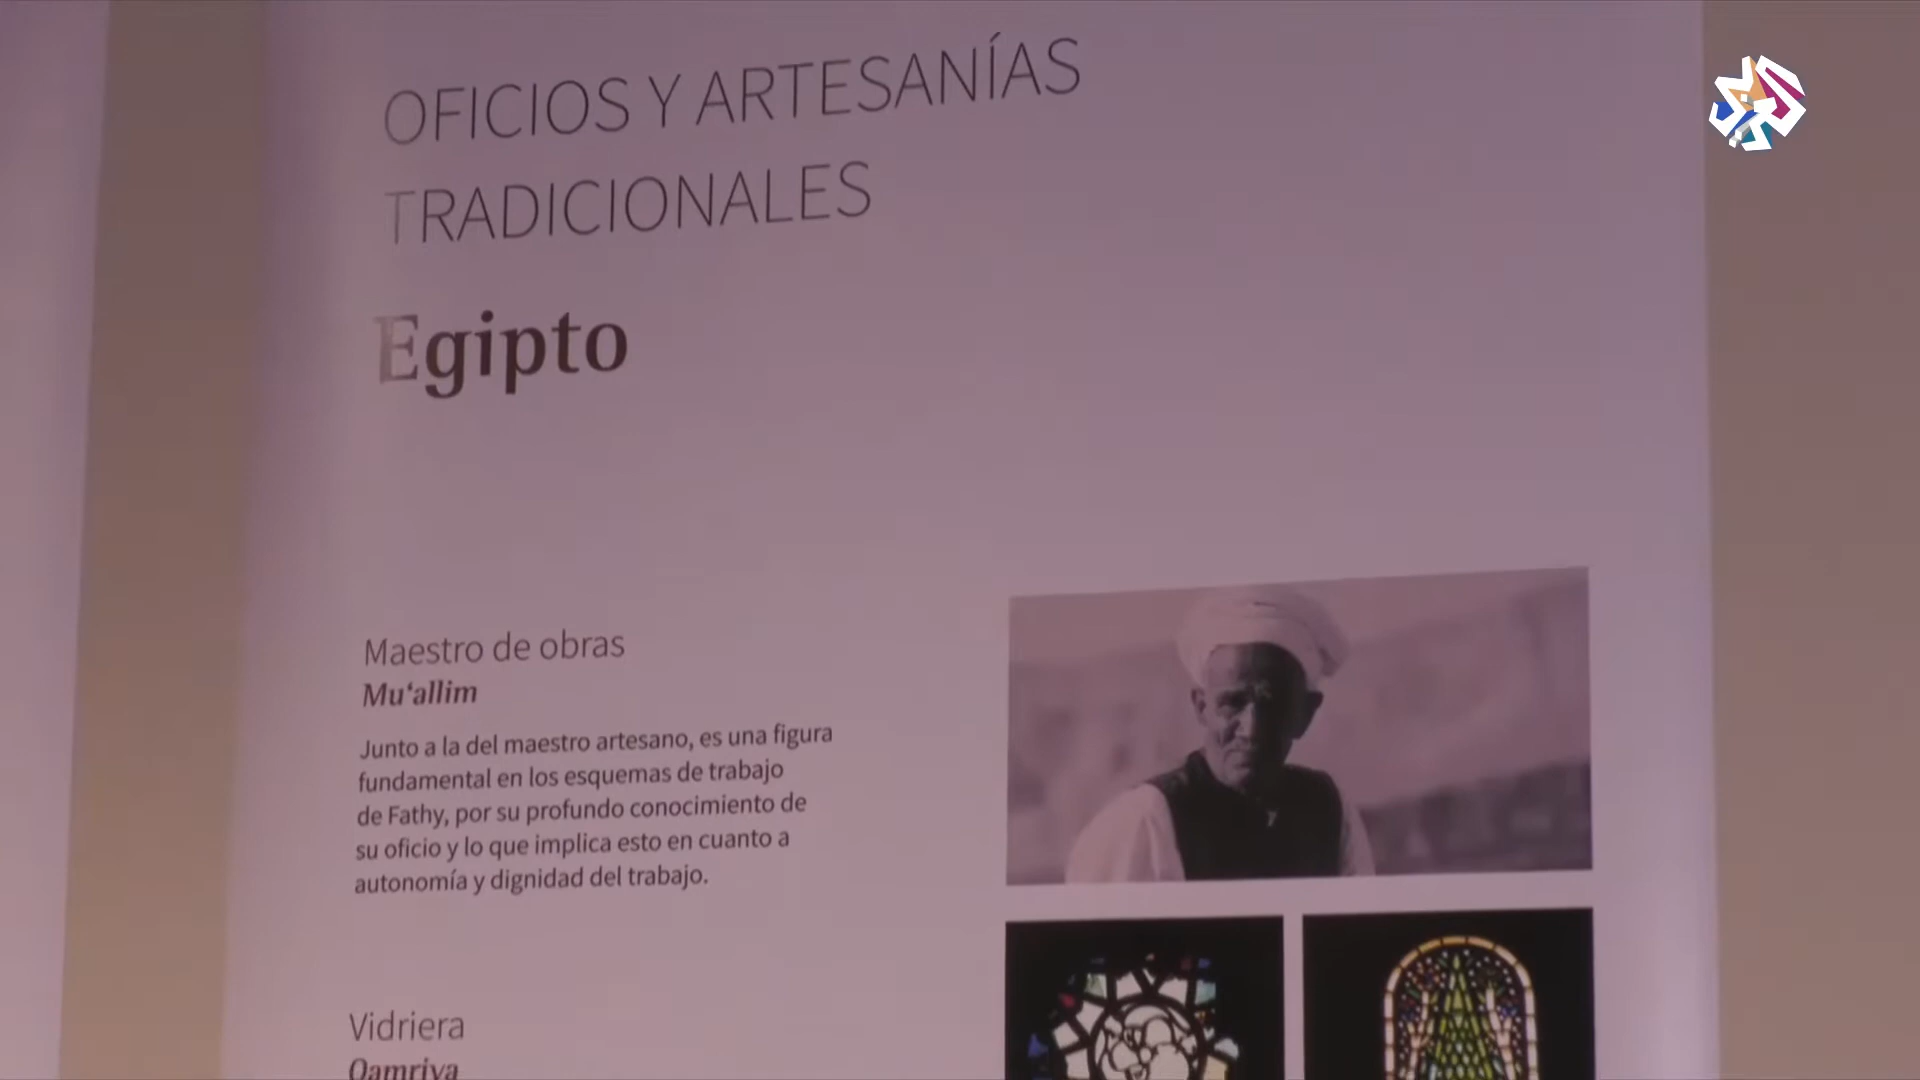 OFICIOS Y ARTESANÍAS
TRADICIONALES
Egipto
Maestro de obras
Mu‘allim
Junto a la del maestro artesano, es una figura
fundamental en los esquemas de trabajo
de Fathy, por su profundo conocimiento de
su oficio y lo que implica esto en cuanto a
autonomía y dignidad del trabajo.
Vidriera
Qamriya